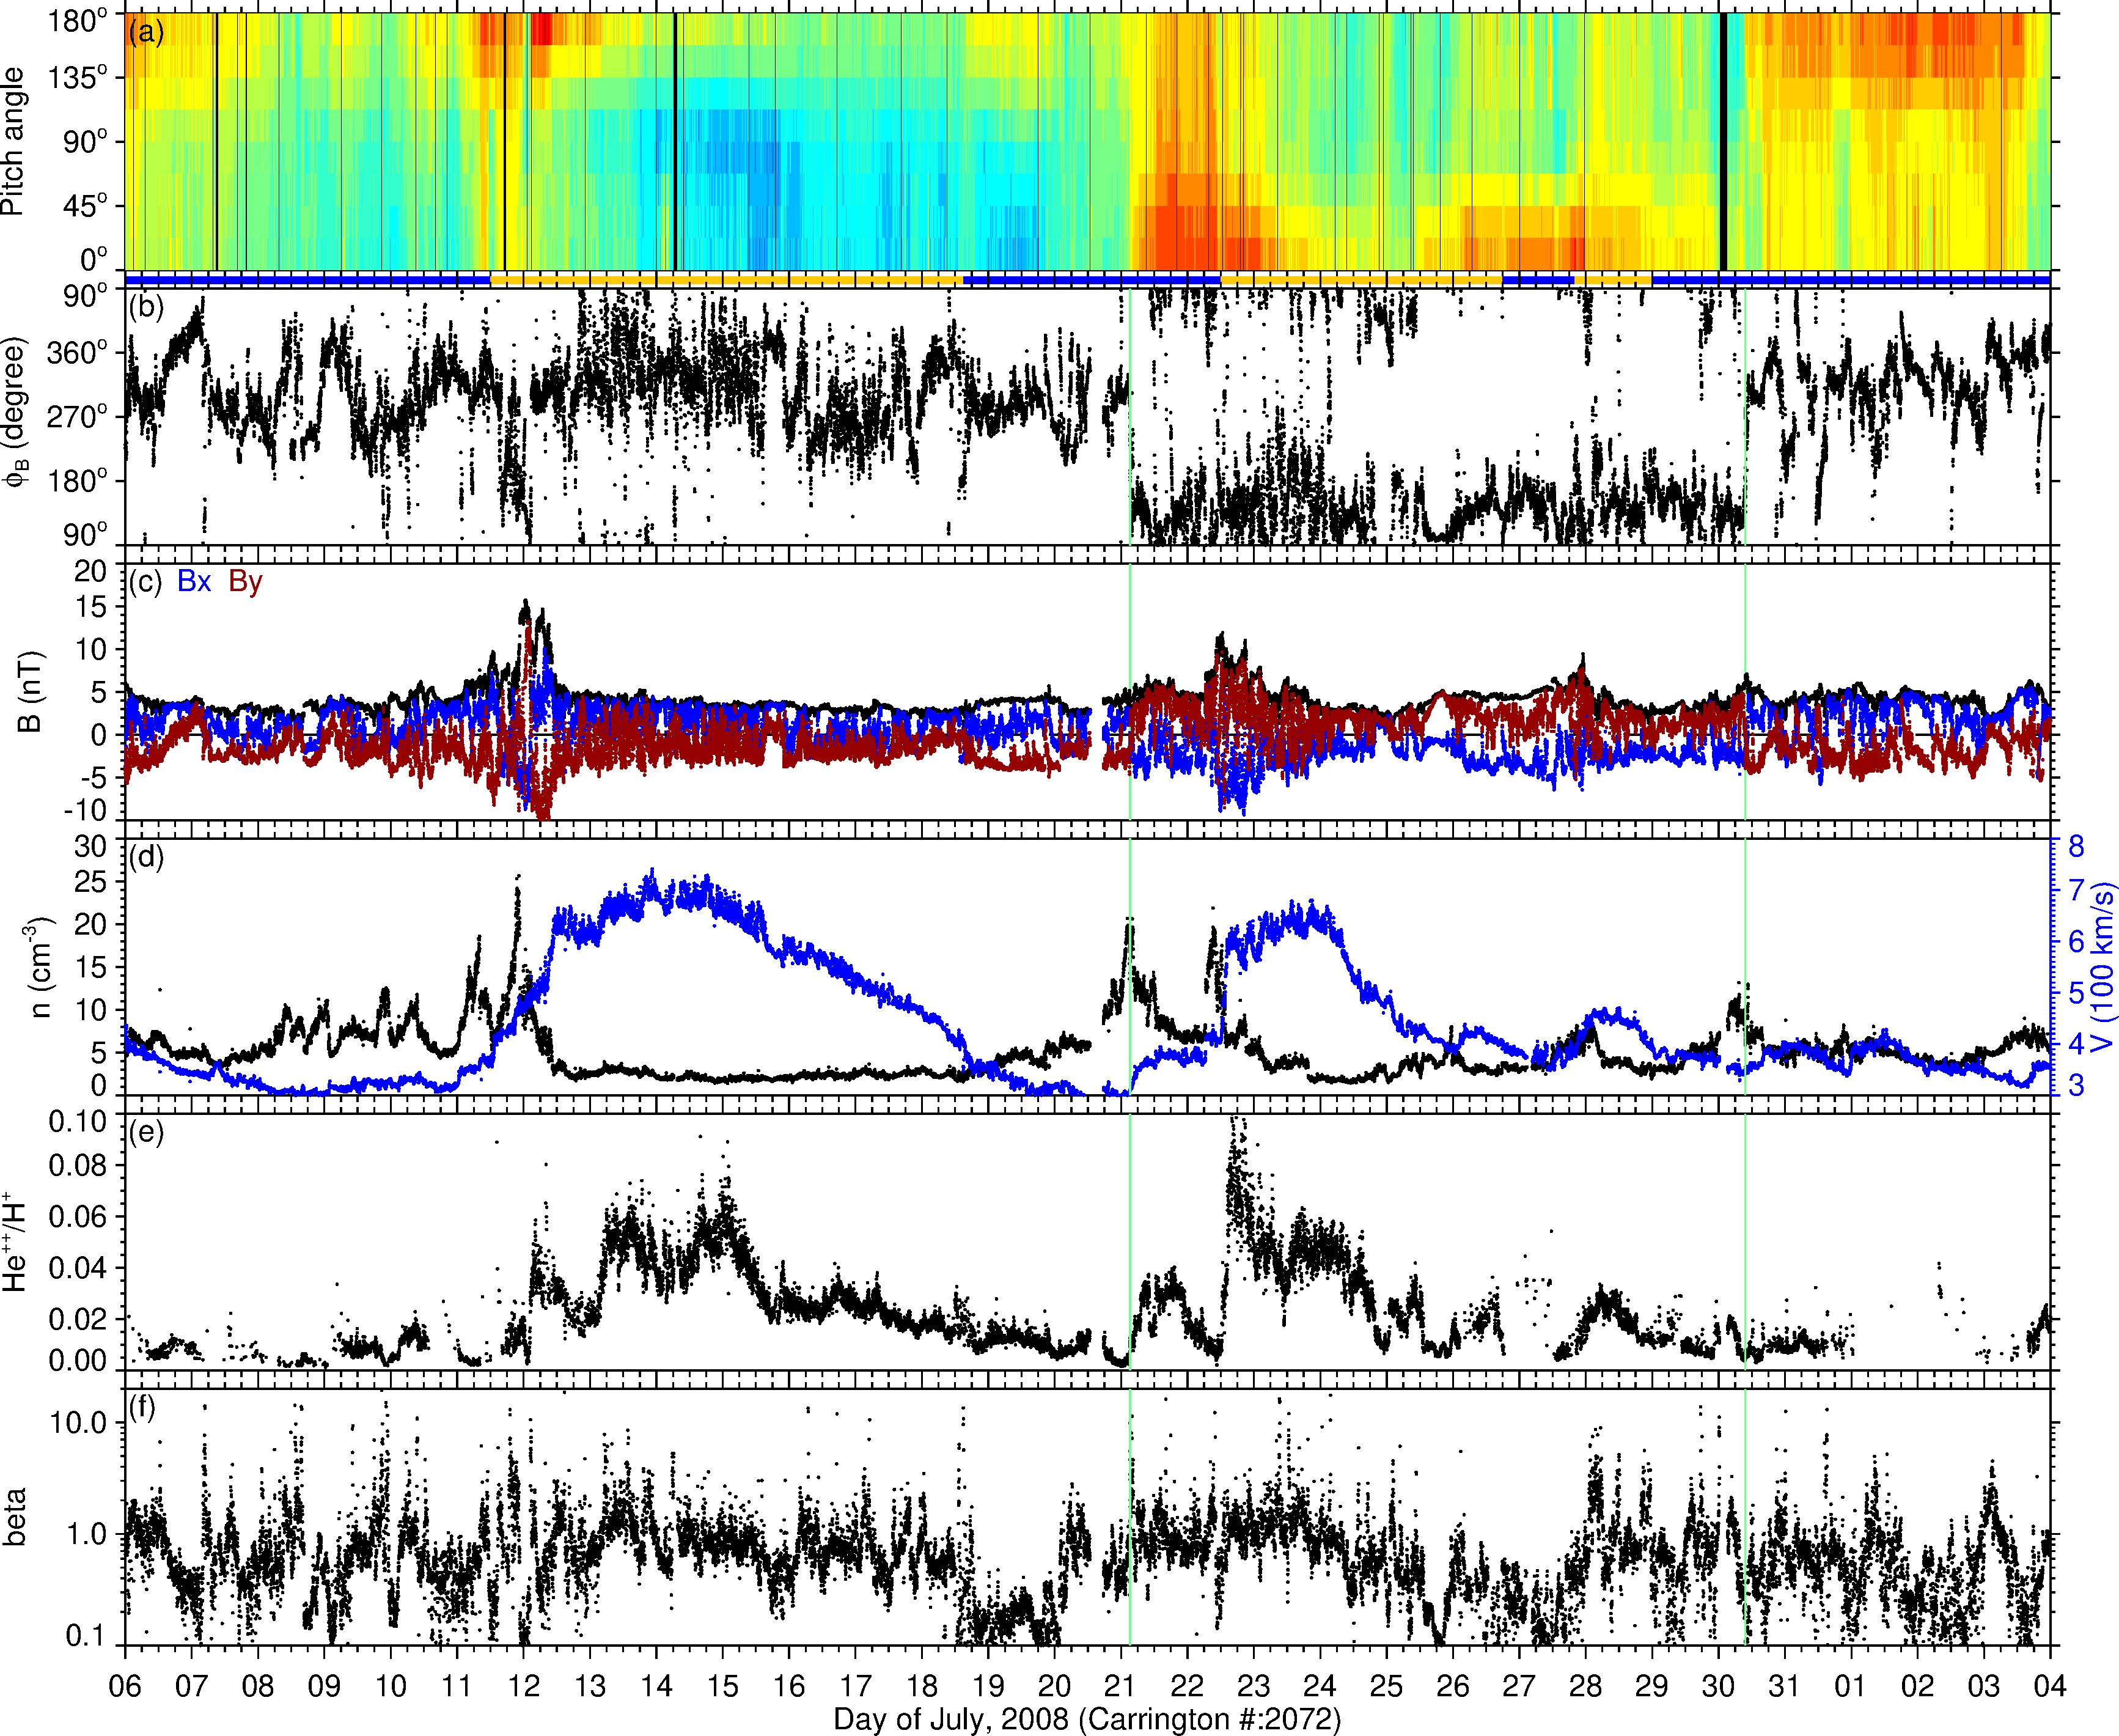 (a)
Pitch angle
180°
135°
90°
45°
0°
(b)
ϕB (degree)
90°
360°
270°
180°
90°
(c) Bx By
B (nT)
20
15
10
5
0
-5
-10
(d)
n (cm-3)
30
25
20
15
10
5
0
8
7
6
5
4
3
V (100 km/s)
(e)
He++/H+
0.10
0.08
0.06
0.04
0.02
0.00
(f)
beta
10.0
1.0
0.1
06 07 08 09 10 11 12 13 14 15 16 17 18 19 20 21 22 23 24 25 26 27 28 29 30 31 01 02 03 04
Day of July, 2008 (Carrington #:2072)